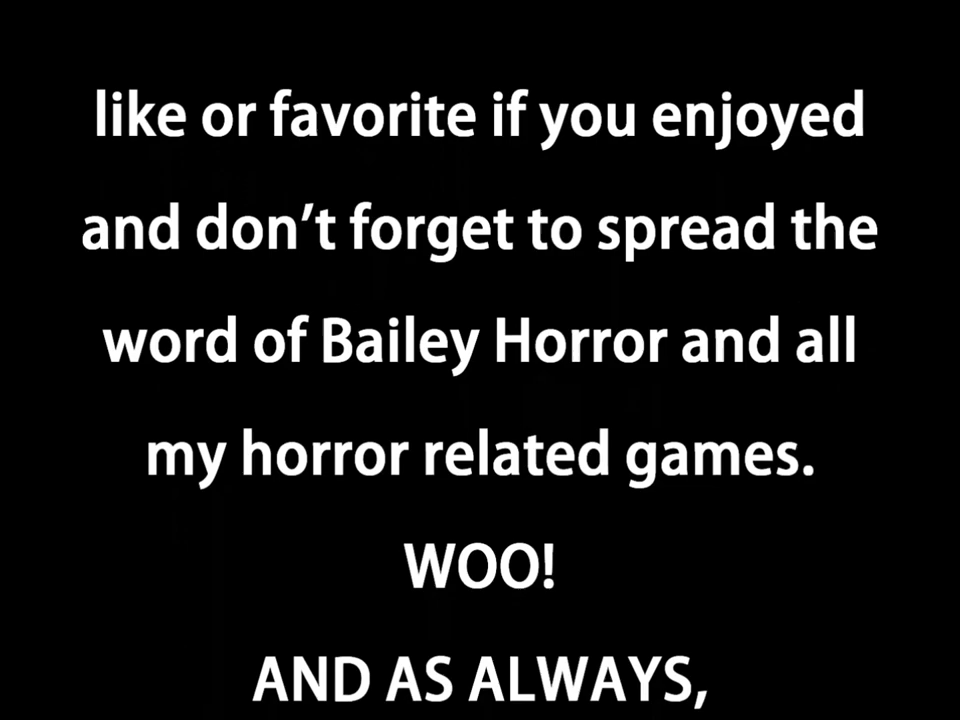 like or favorite if you enjoyed
and don’t forget to spread the
word of Bailey Horror and all
my horror related games.
WOO!
AND AS ALWAYS,